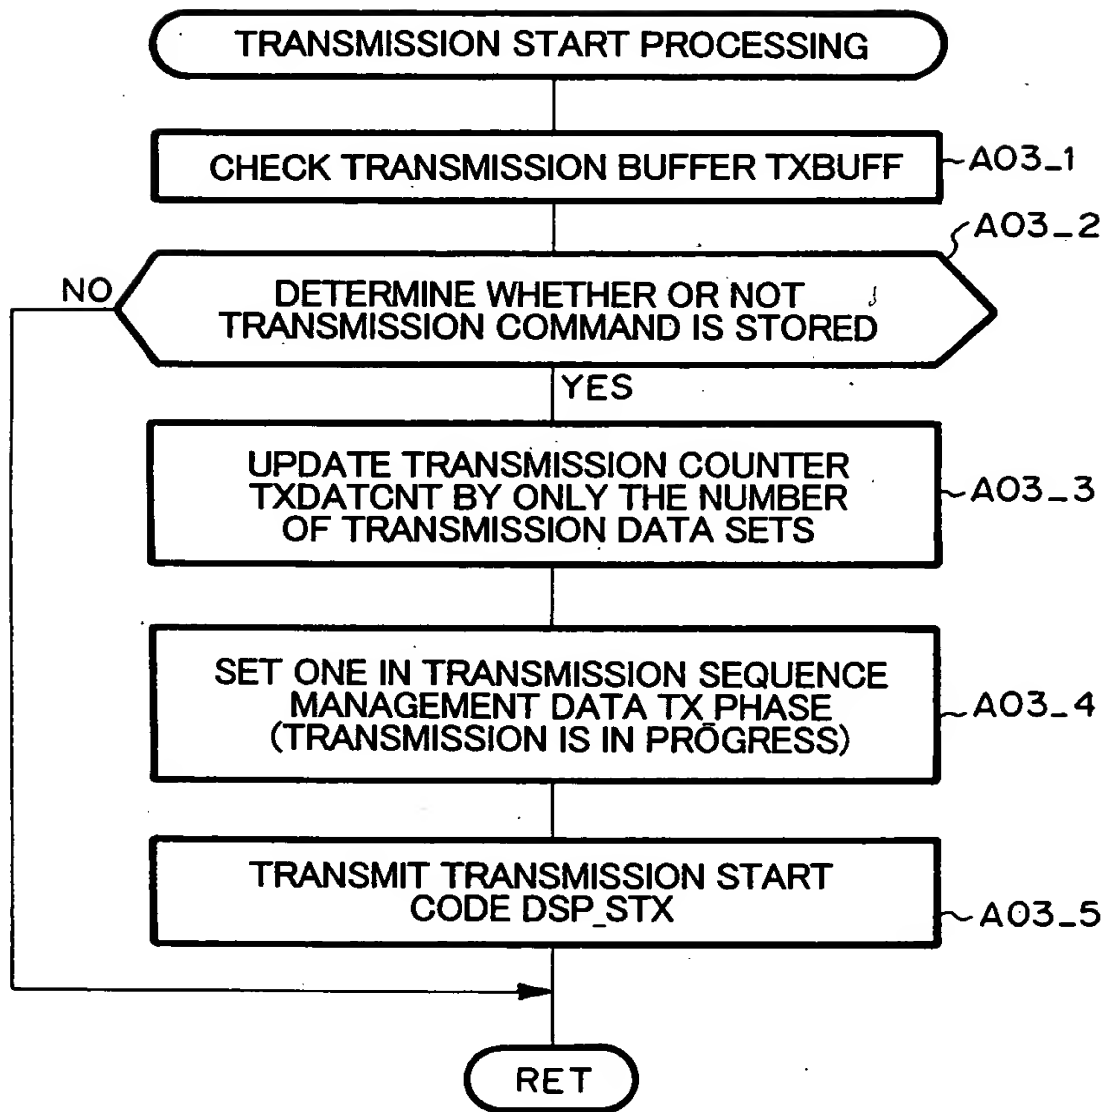 TRANSMISSION START PROCESSING
CHECK TRANSMISSION BUFFER TXBUFF
A03_1
A03_2
NO
DETERMINE WHETHER OR NOT
TRANSMISSION COMMAND IS STORED
YES
UPDATE TRANSMISSION COUNTER
TXDATCNT BY ONLY THE NUMBER
OF TRANSMISSION DATA SETS
A03_3
SET ONE IN TRANSMISSION SEQUENCE
MANAGEMENT DATA TX_PHASE
(TRANSMISSION IS IN PROGRESS)
A03_4
TRANSMIT TRANSMISSION START
CODE DSP_STX
A03_5
RET